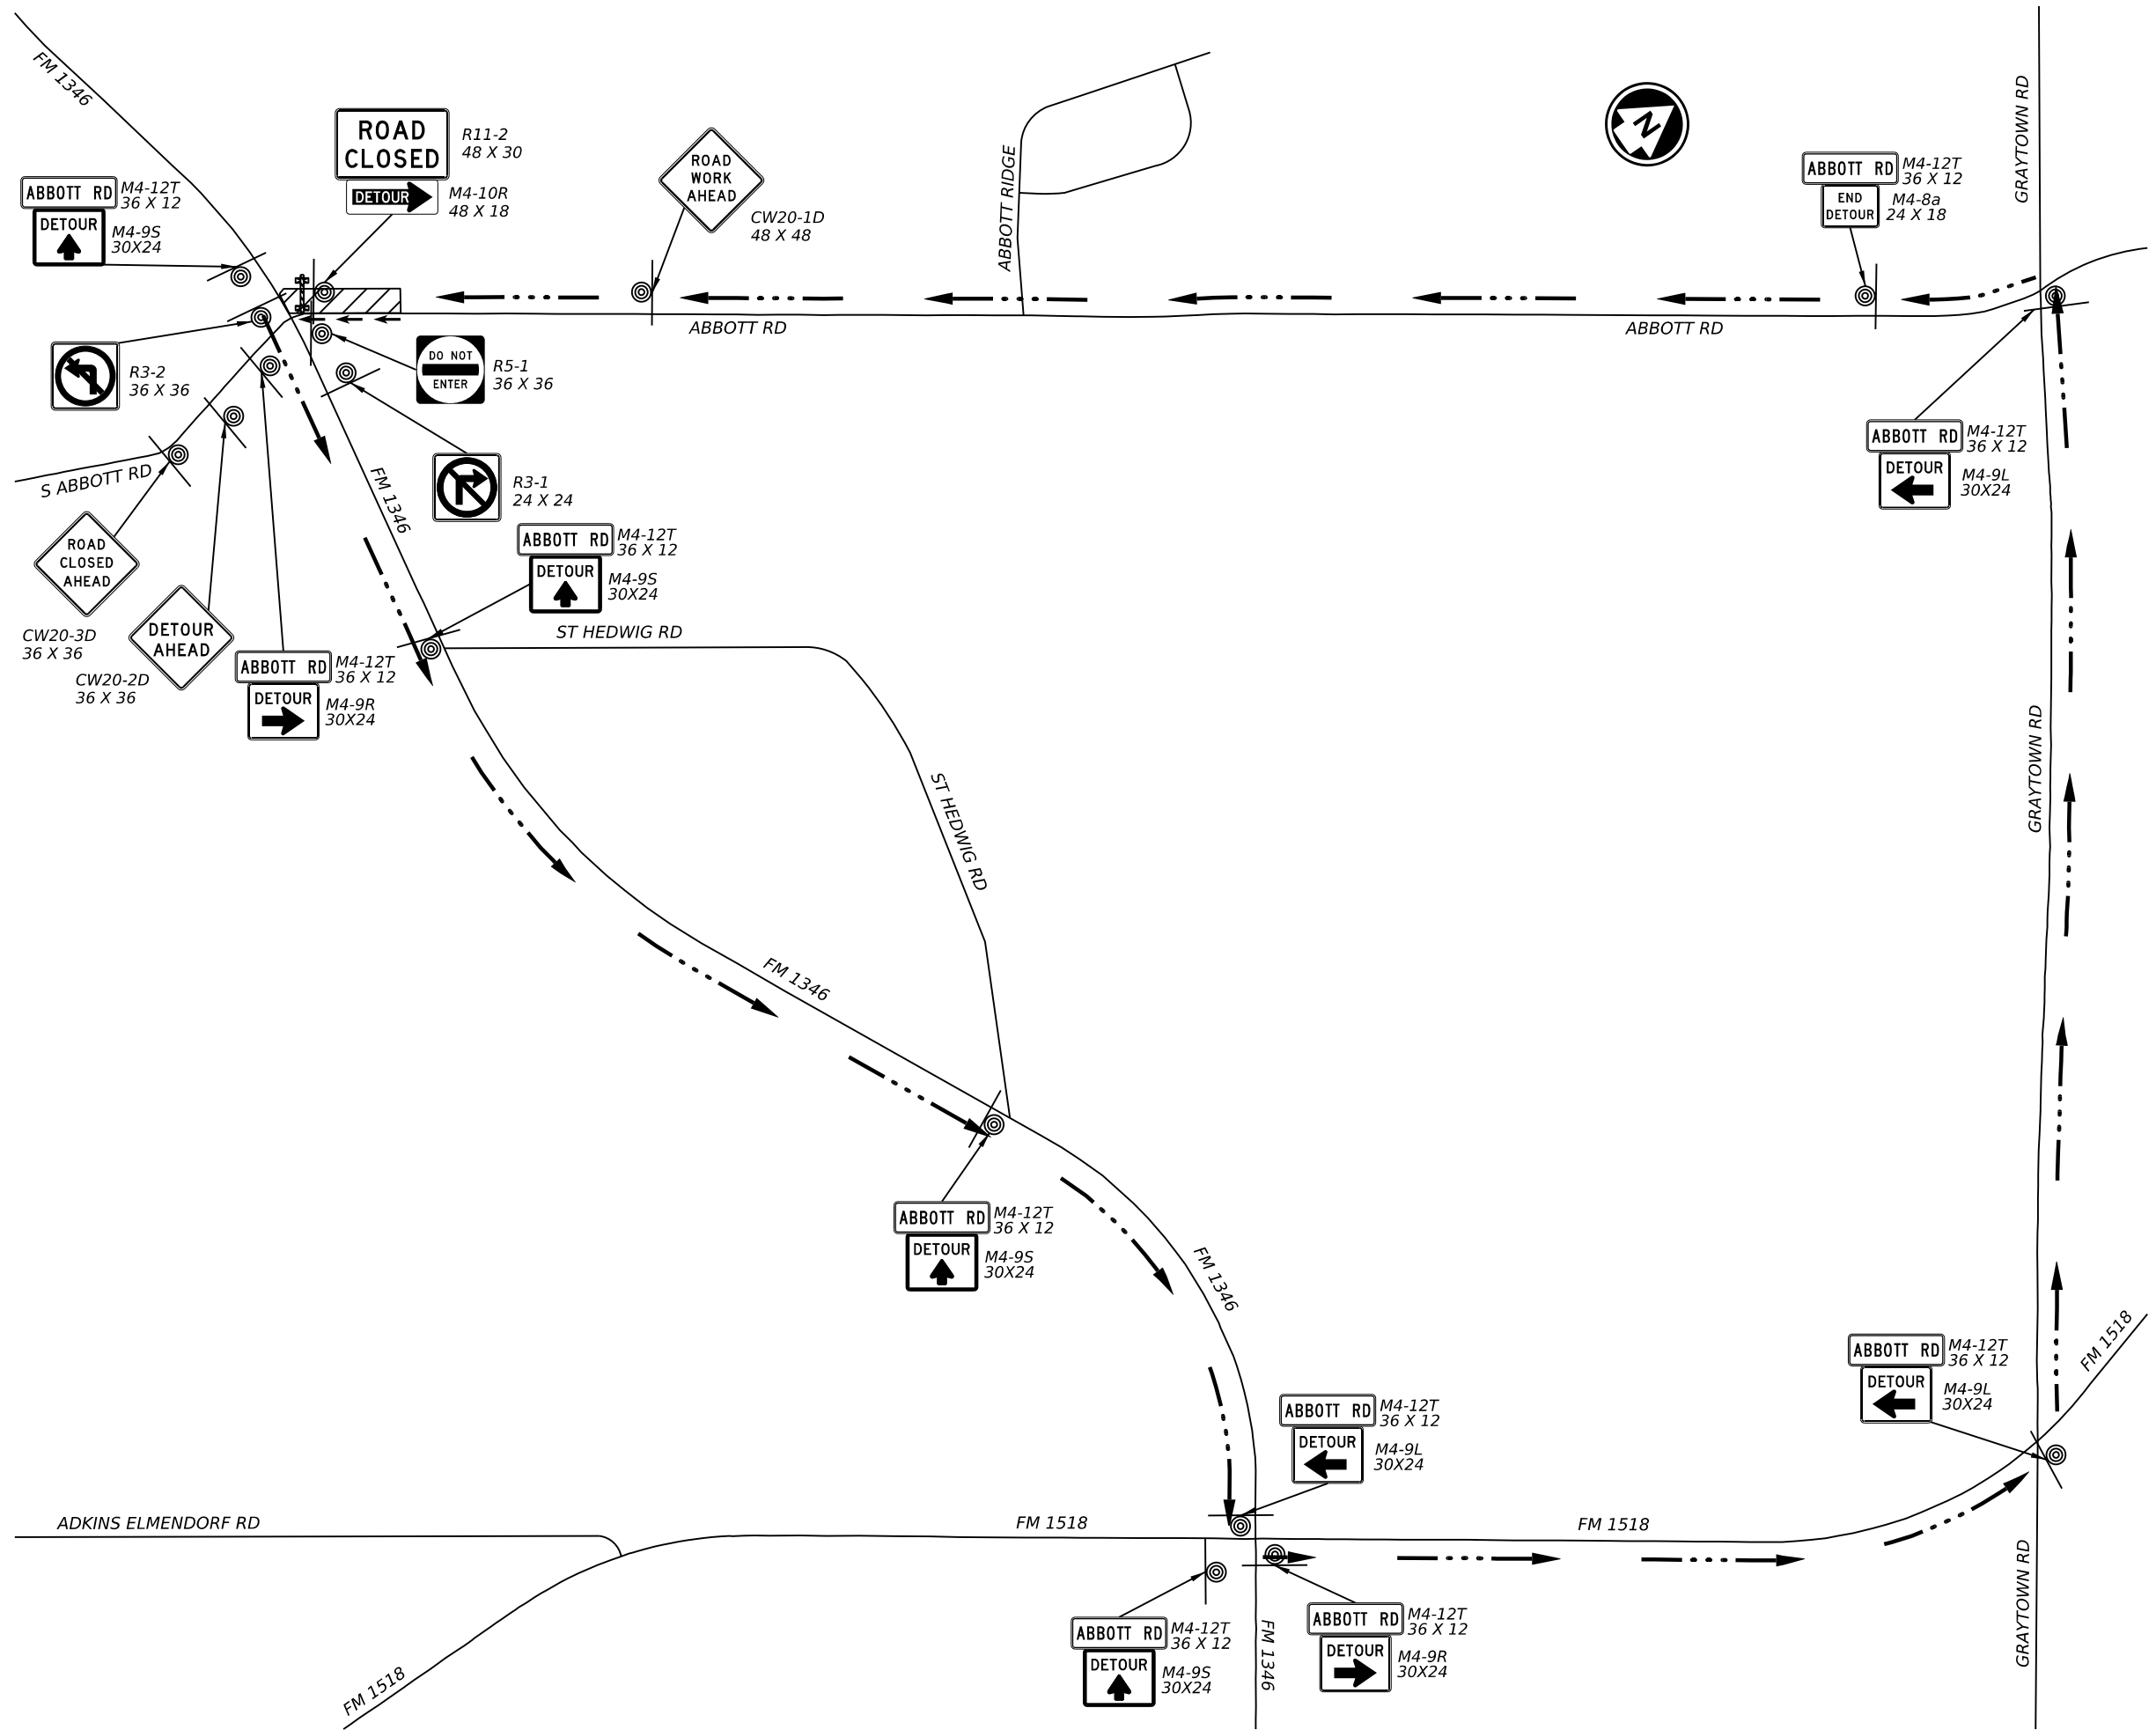 FM 1346
ROAD
CLOSED
R11-2
48 X 30
DETOUR
M4-10R
48 X 18
ABBOTT RD
M4-12T
36 X 12
DETOUR
M4-9S
30X24
ROAD
WORK
AHEAD
CW20-1D
48 X 48
ABBOTT RIDGE
N
GRAYTOWN RD
ABBOTT RD
M4-12T
36 X 12
END
DETOUR
M4-8a
24 X 18
ABBOTT RD
ABBOTT RD
R3-2
36 X 36
DO NOT
ENTER
R5-1
36 X 36
S ABBOTT RD
FM 1346
R3-1
24 X 24
ABBOTT RD
M4-12T
36 X 12
DETOUR
M4-9L
30X24
ROAD
CLOSED
AHEAD
CW20-3D
36 X 36
DETOUR
AHEAD
CW20-2D
36 X 36
ABBOTT RD
M4-12T
36 X 12
DETOUR
M4-9S
30X24
ST HEDWIG RD
ABBOTT RD
M4-12T
36 X 12
DETOUR
M4-9R
30X24
ST HEDWIG RD
GRAYTOWN RD
FM 1346
ABBOTT RD
M4-12T
36 X 12
DETOUR
M4-9S
30X24
FM 1346
FM 1518
ABBOTT RD
M4-12T
36 X 12
DETOUR
M4-9L
30X24
ABBOTT RD
M4-12T
36 X 12
DETOUR
M4-9L
30X24
ADKINS ELMENDORF RD
FM 1518
FM 1518
GRAYTOWN RD
FM 1518
ABBOTT RD
M4-12T
36 X 12
DETOUR
M4-9S
30X24
FM 1346
ABBOTT RD
M4-12T
36 X 12
DETOUR
M4-9R
30X24